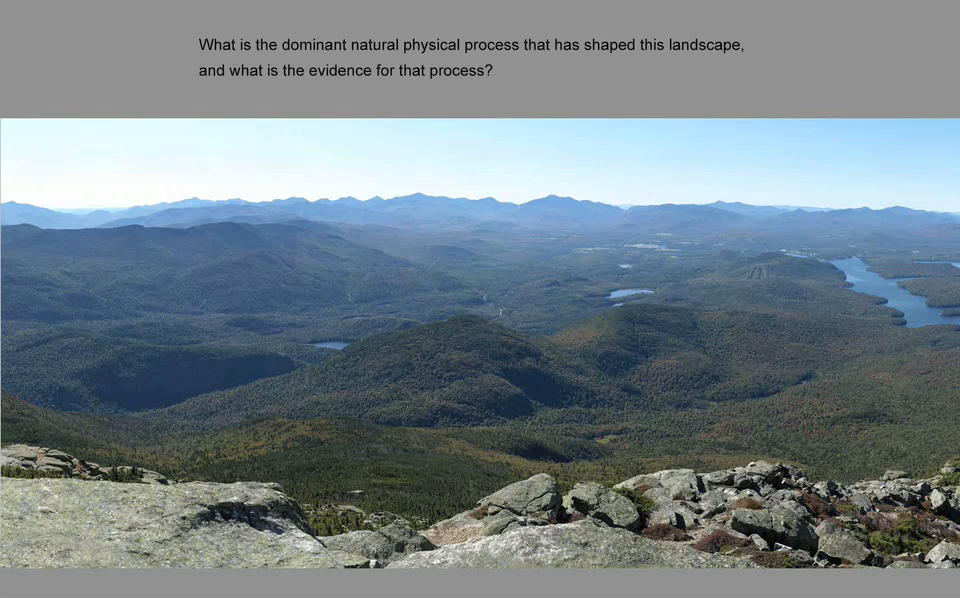 What is the dominant natural physical process that has shaped this landscape,
and what is the evidence for that process?